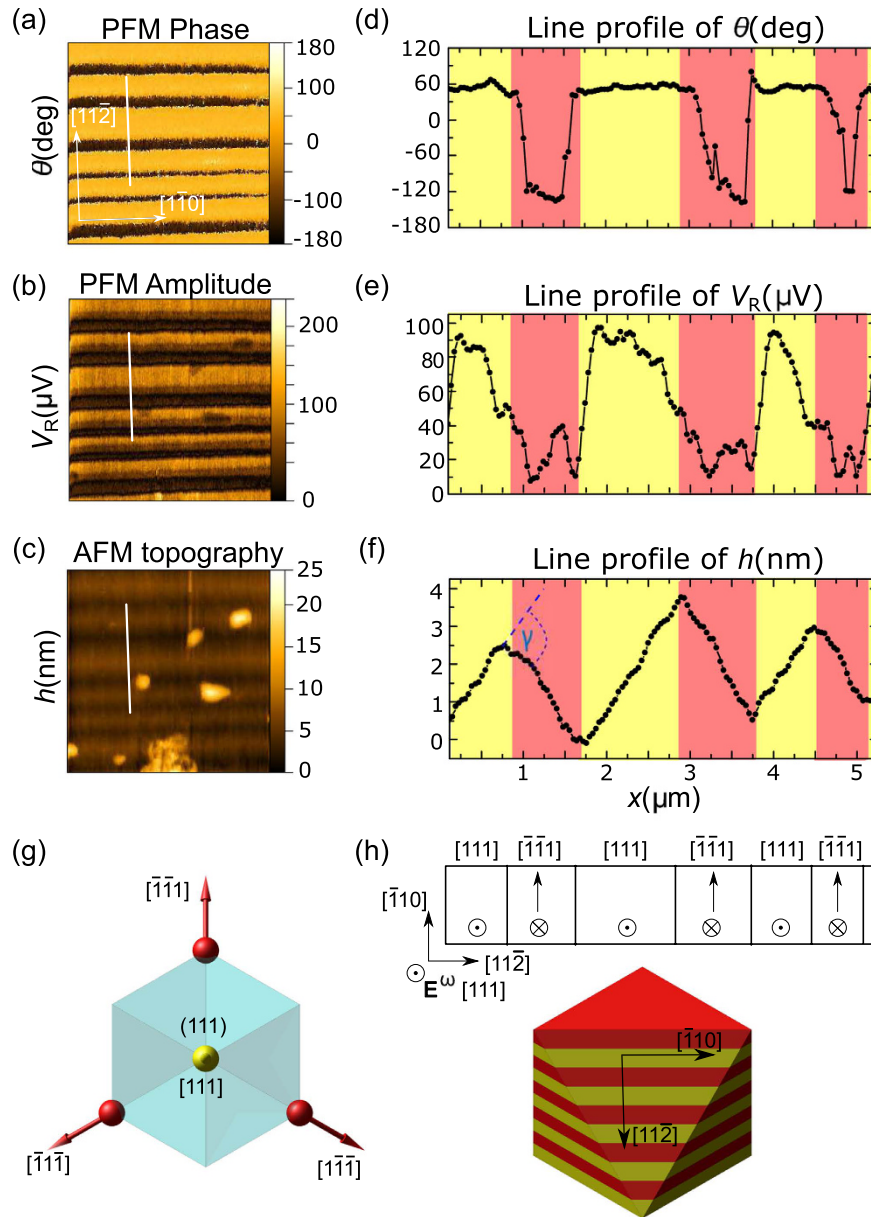 (a) PFM Phase
180
100
0
-100
-180
θ(deg)
[112̄]
[11̄0]
(d) Line profile of θ(deg)
120
60
0
-60
-120
-180
(b) PFM Amplitude
200
100
0
V_R(μV)
(e) Line profile of V_R(μV)
100
80
60
40
20
0
(c) AFM topography
25
20
15
10
5
0
h(nm)
(f) Line profile of h(nm)
4
3
2
1
0
γ
1 2 3 4 5
x(μm)
(g)
[1̄1̄1]
(111)
[111]
[1̄11̄]
[11̄1̄]
(h)
[111] [1̄1̄1] [111] [1̄1̄1] [111] [1̄1̄1]
[1̄10]
[112̄]
E^ω [111]
[1̄10]
[112̄]